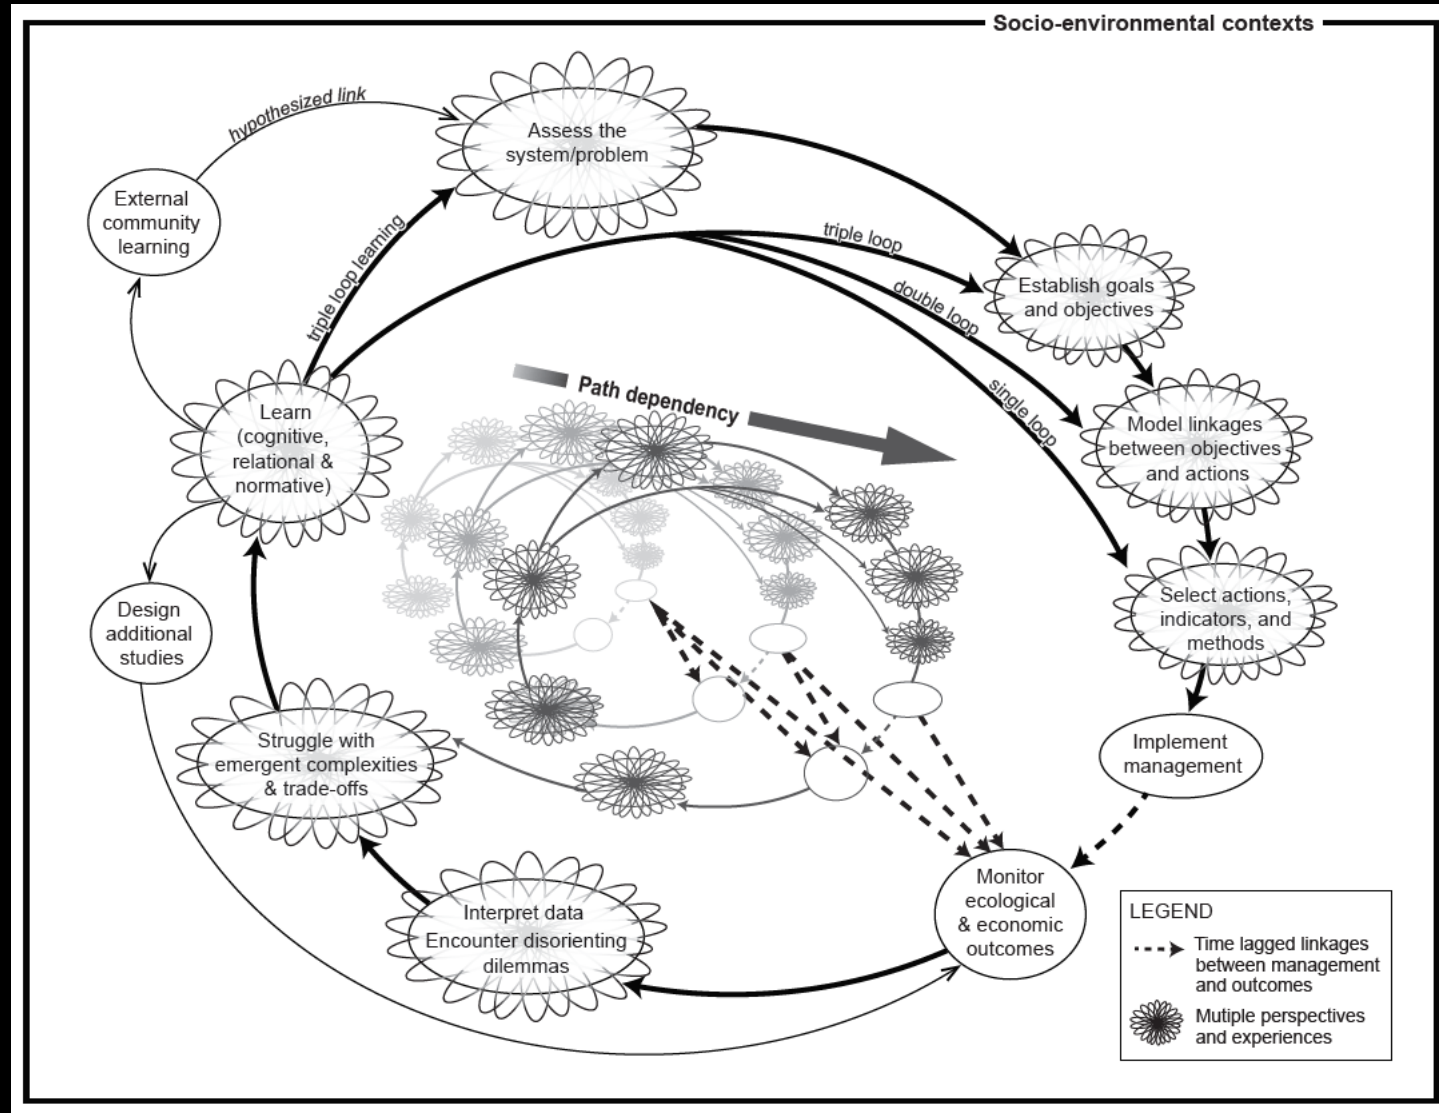 Socio-environmental contexts
hypothesized link
Assess the
system/problem
External
community
learning
triple loop learning
triple loop
double loop
single loop
Establish goals
and objectives
Path dependency
Learn
(cognitive,
relational &
normative)
Model linkages
between objectives
and actions
Design
additional
studies
Select actions,
indicators, and
methods
Struggle with
emergent complexities
& trade-offs
Implement
management
Interpret data
Encounter disorienting
dilemmas
Monitor
ecological
& economic
outcomes
LEGEND
Time lagged linkages
between management
and outcomes
Mutiple perspectives
and experiences